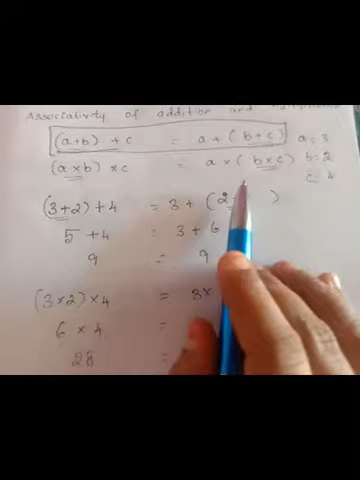 Associativity of addition and
(a+b) + c = a + (b+c) a = 3
(a×b) ×c = a × ( b×c) b = 2
c = 4
(3+2) + 4 = 3 + (2 )
5 + 4 = 3 + 6
9 = 9
(3×2) × 4 = 3×
6 × 4 =
28 =